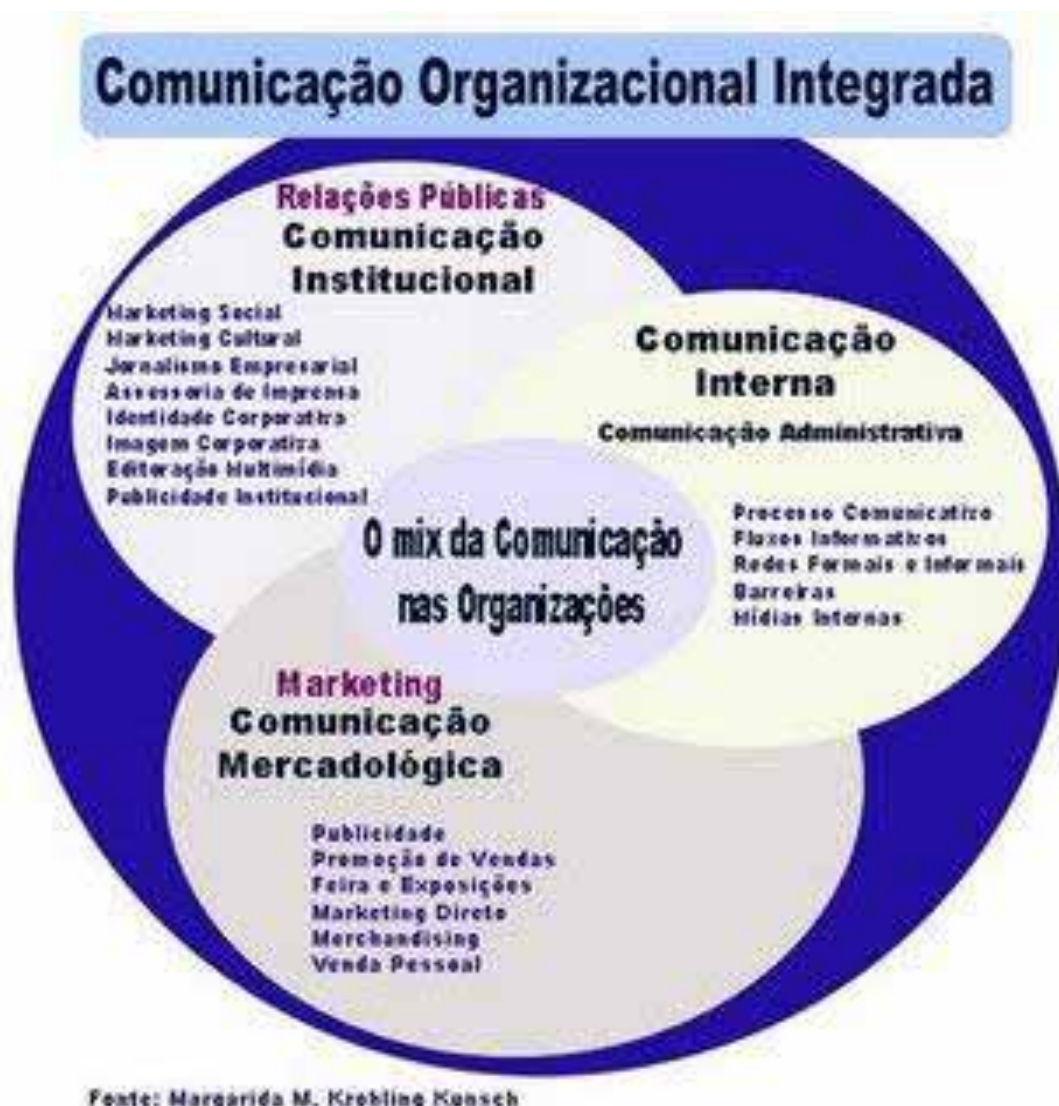 Comunicação Organizacional Integrada
Relações Públicas
Comunicação
Institucional
Marketing Social
Marketing Cultural
Jornalismo Empresarial
Assessoria de Imprensa
Identidade Corporativa
Imagem Corporativa
Editoração Multimídia
Publicidade Institucional
Comunicação
Interna
Comunicação Administrativa
Processo Comunicativo
Fluxos Informativos
Redes Formais e Informais
Barreiras
Mídias Internas
O mix da Comunicação
nas Organizações
Marketing
Comunicação
Mercadológica
Publicidade
Promoção de Vendas
Feira e Exposições
Marketing Direto
Merchandising
Venda Pessoal
Fonte: Margarida M. Krohling Kunsch